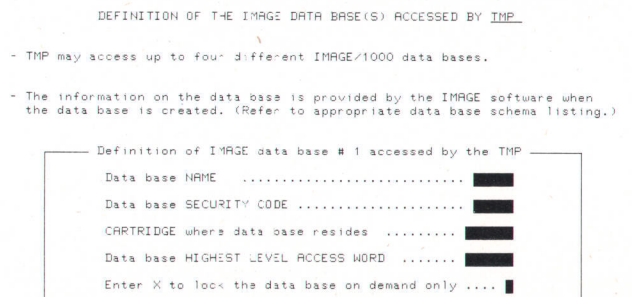 DEFINITION OF THE IMAGE DATA BASE(S) ACCESSED BY TMP
- TMP may access up to four different IMAGE/1000 data bases.
- The information on the data base is provided by the IMAGE software when
the data base is created. (Refer to appropriate data base schema listing.)
Definition of IMAGE data base # 1 accessed by the TMP
Data base NAME ............................
Data base SECURITY CODE .....................
CARTRIDGE where data base resides .........
Data base HIGHEST LEVEL ACCESS WORD .......
Enter X to lock the data base on demand only ....